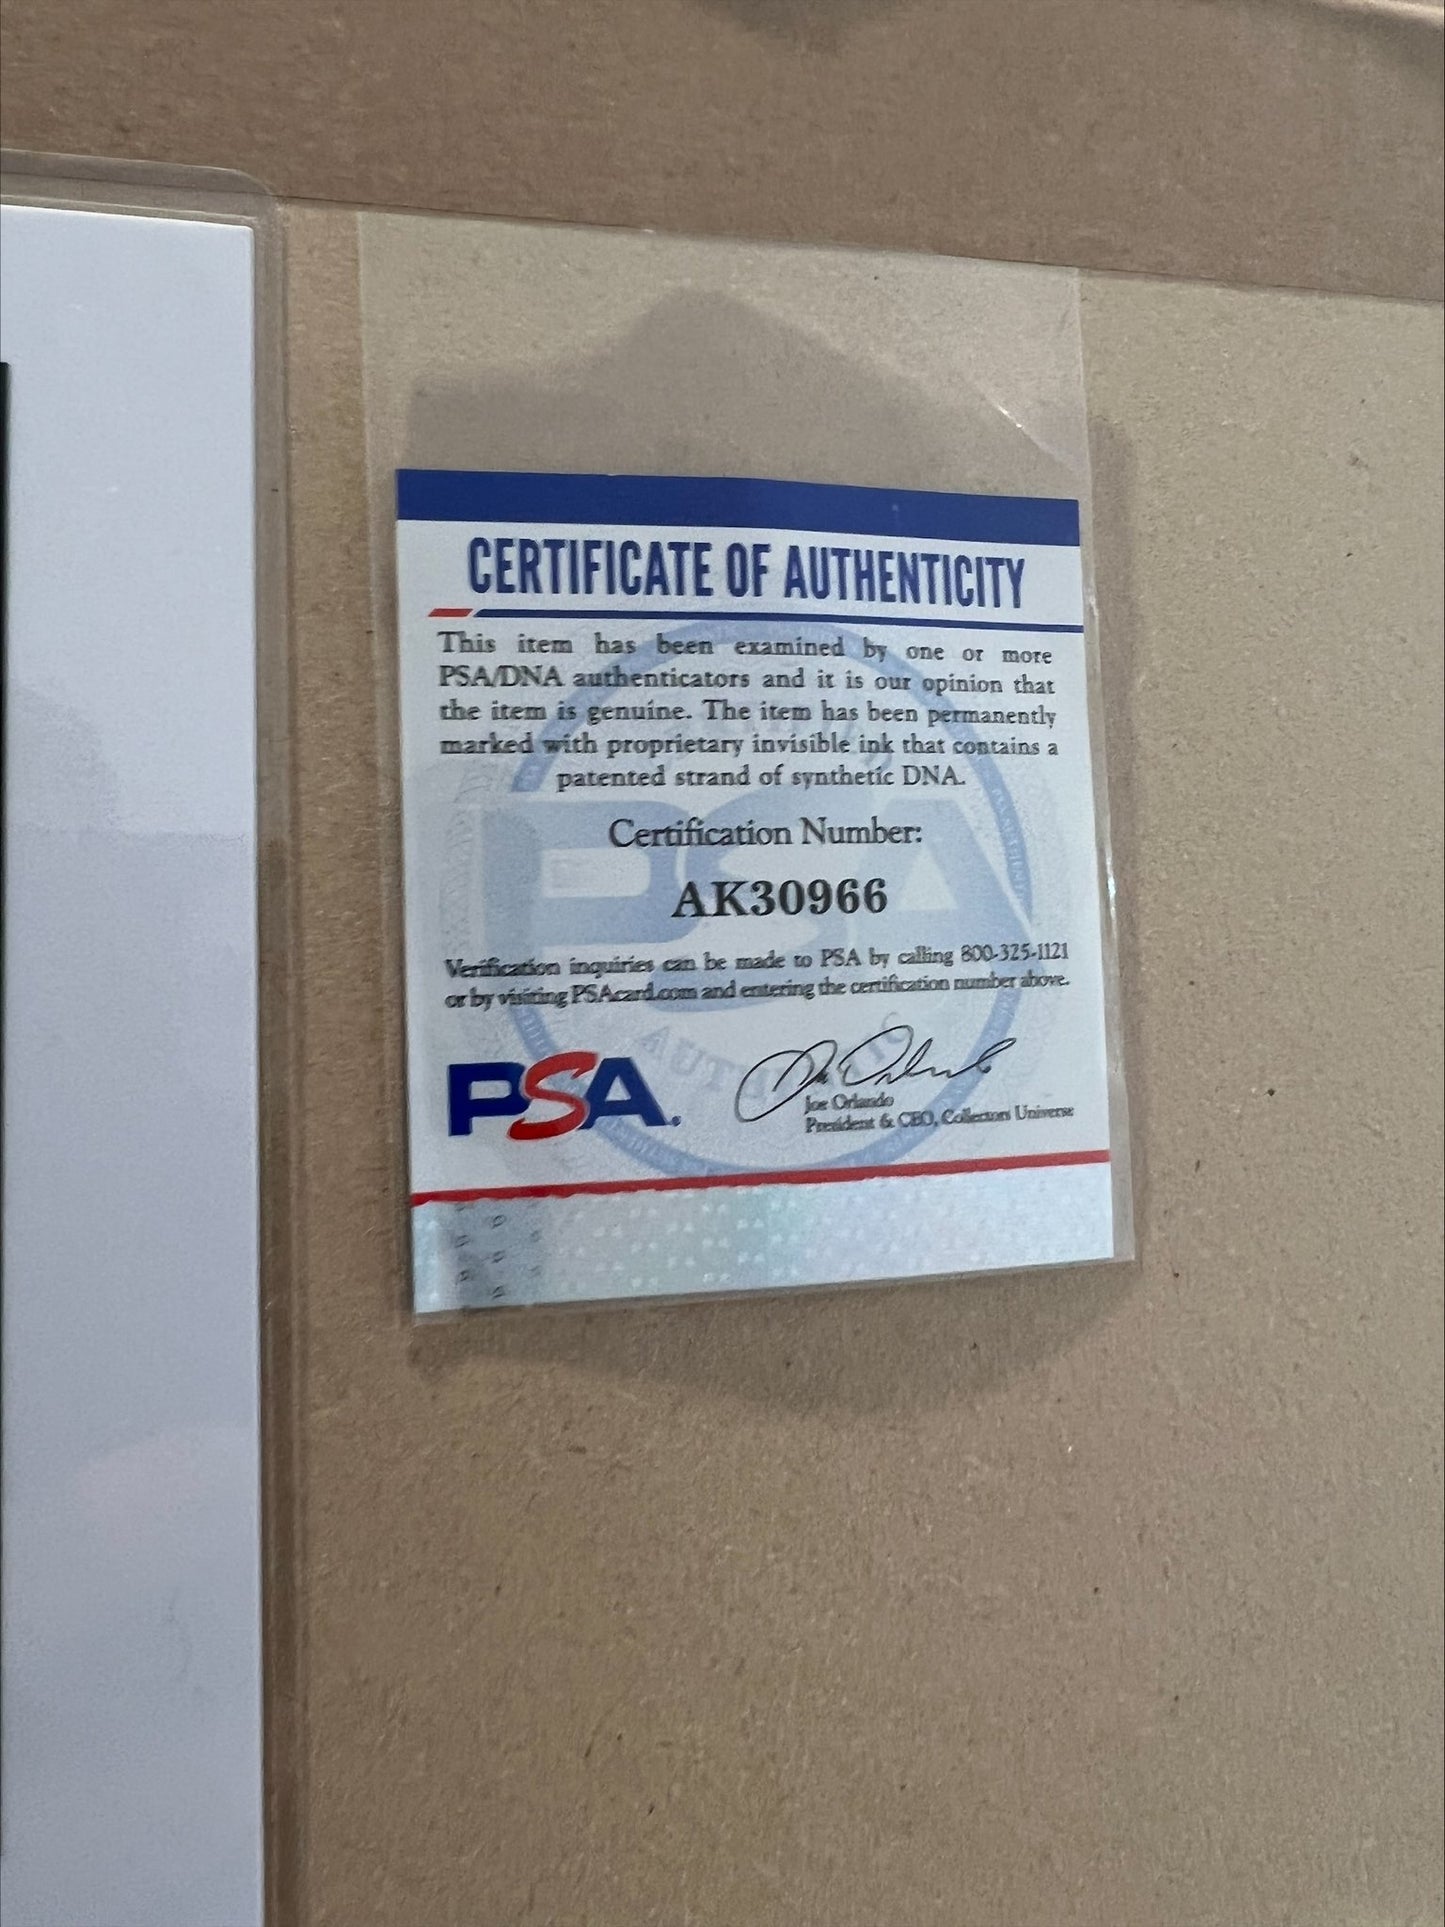 CERTIFICATE OF AUTHENTICITY
This item has been examined by one or more
PSA/DNA authenticators and it is our opinion that
the item is genuine. The item has been permanently
marked with proprietary invisible ink that contains a
patented strand of synthetic DNA.
Certification Number:
AK30966
Verification inquiries can be made to PSA by calling 800-325-1121
or by visiting PSAcard.com and entering the certification number above.
PSA
Joe Orlando
Joe Orlando
President & CEO, Collectors Universe